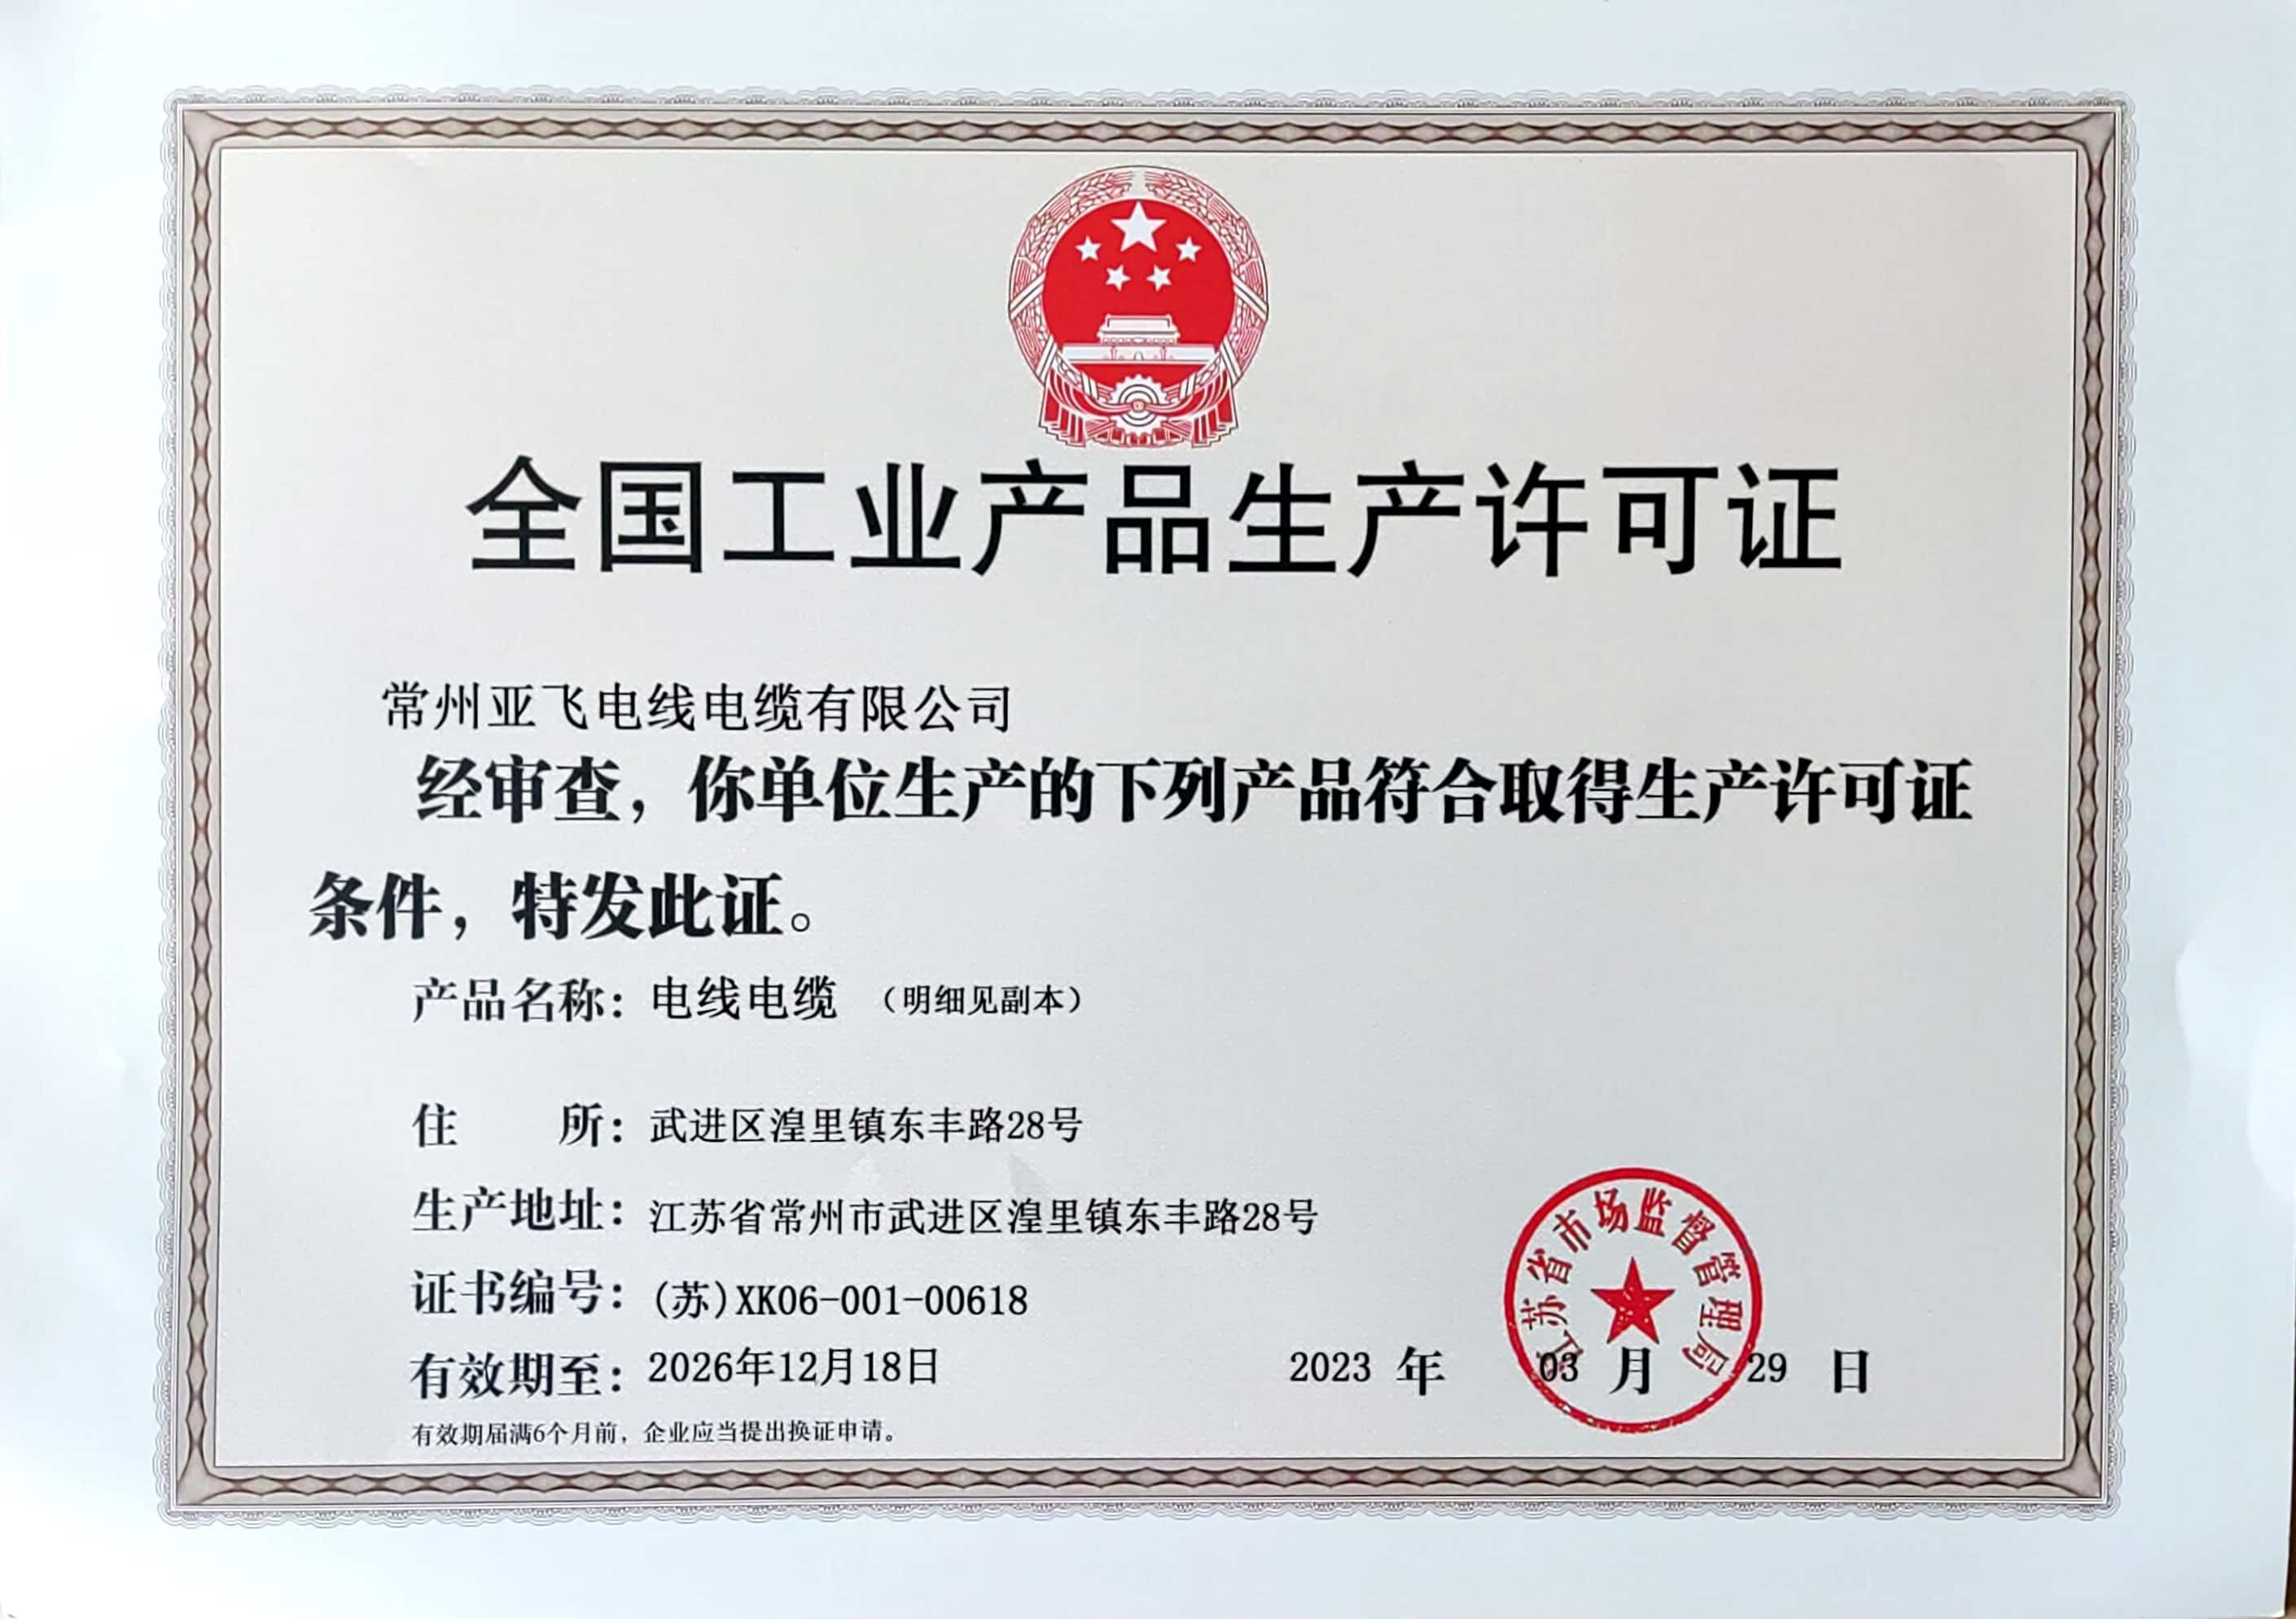 全国工业产品生产许可证
常州亚飞电线电缆有限公司
经审查，你单位生产的下列产品符合取得生产许可证
条件，特发此证。
产品名称：电线电缆 （明细见副本）
住 所：武进区湟里镇东丰路28号
生产地址：江苏省常州市武进区湟里镇东丰路28号
证书编号：(苏)XK06-001-00618
有效期至：2026年12月18日
2023 年 03 月 29 日
江苏省市场监督管理局
有效期届满6个月前，企业应当提出换证申请。